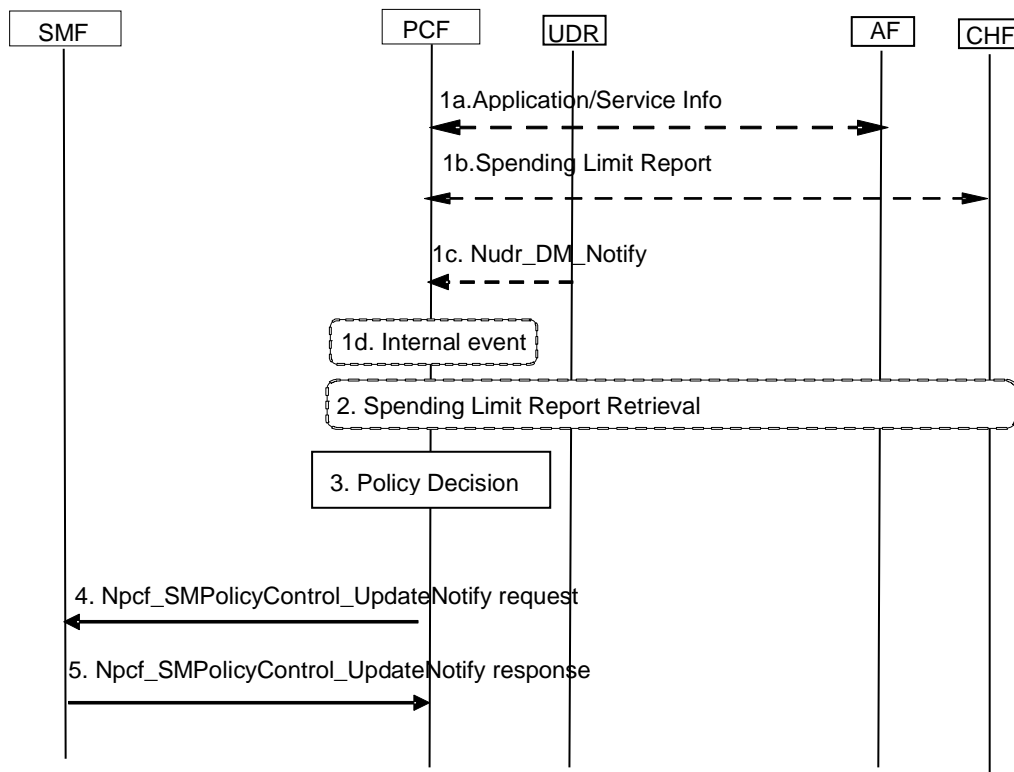 SMF
PCF
UDR
AF
CHF
1a.Application/Service Info
1b.Spending Limit Report
1c. Nudr_DM_Notify
1d. Internal event
2. Spending Limit Report Retrieval
3. Policy Decision
4. Npcf_SMPolicyControl_UpdateNotify request
5. Npcf_SMPolicyControl_UpdateNotify response